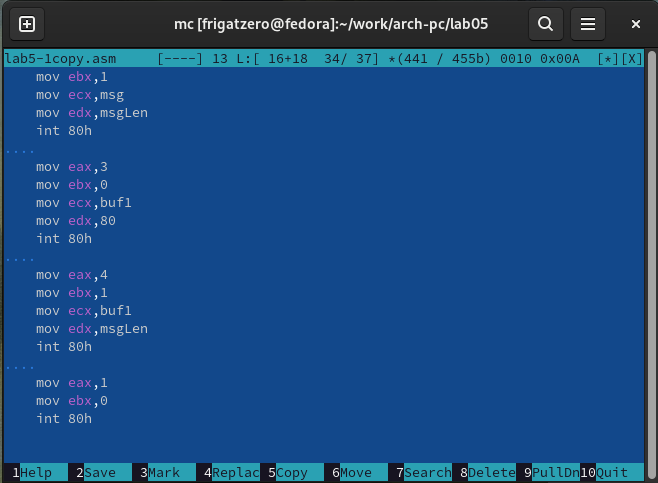 mc [frigatzero@fedora]:~/work/arch-pc/lab05
lab5-1copy.asm [----] 13 L:[ 16+18 34/ 37] *(441 / 455b) 0010 0x00A [*][X]
mov ebx,1
mov ecx,msg
mov edx,msgLen
int 80h
....
mov eax,3
mov ebx,0
mov ecx,buf1
mov edx,80
int 80h
....
mov eax,4
mov ebx,1
mov ecx,buf1
mov edx,msgLen
int 80h
....
mov eax,1
mov ebx,0
int 80h
1Help 2Save 3Mark 4Replac 5Copy 6Move 7Search 8Delete 9PullDn 10Quit